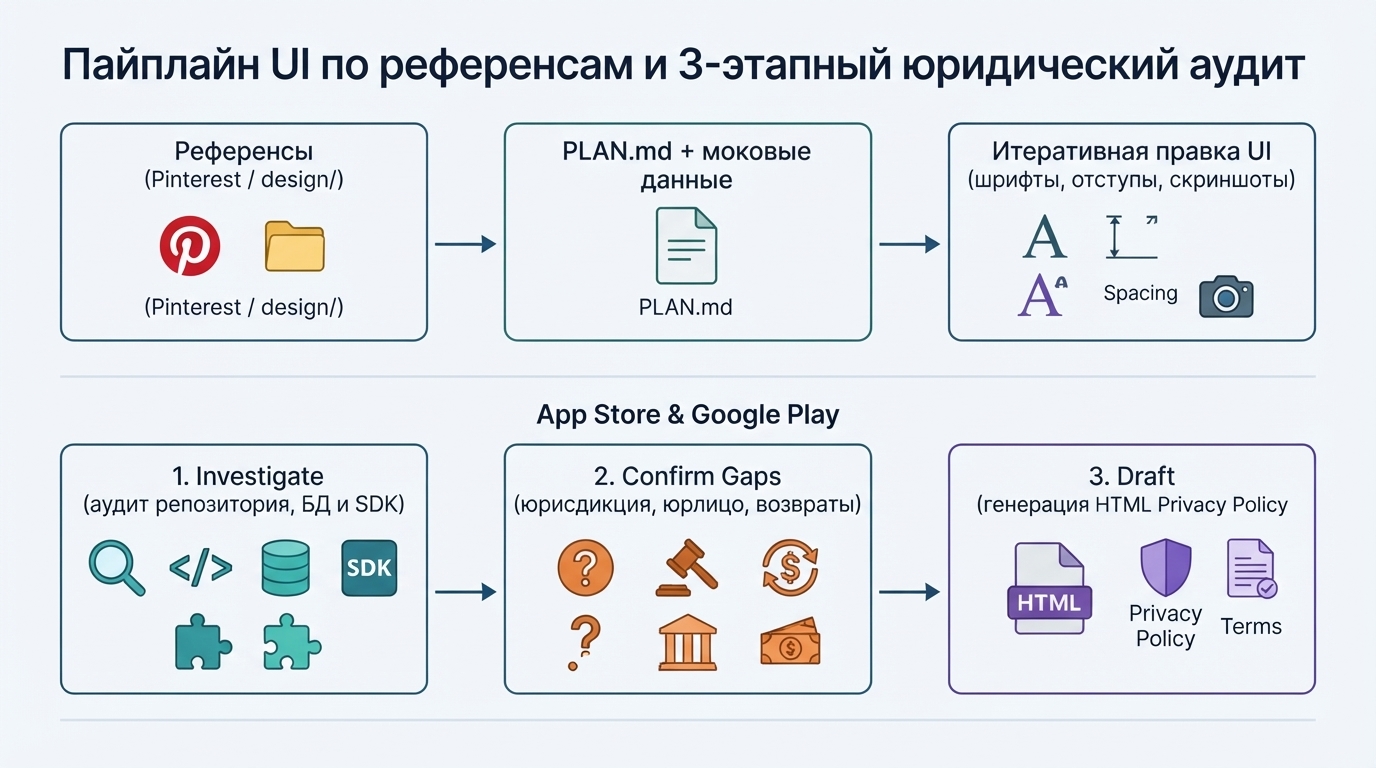 Пайплайн UI по референсам и 3-этапный юридический аудит
Референсы
(Pinterest / design/)
(Pinterest / design/)
PLAN.md + моковые
данные
PLAN.md
Итеративная правка UI
(шрифты, отступы, скриншоты)
A
A A
Spacing
App Store & Google Play
1. Investigate
(аудит репозитория, БД и SDK)
</>
SDK
2. Confirm Gaps
(юрисдикция, юрлицо, возвраты)
?
$
?
$
3. Draft
(генерация HTML Privacy Policy
HTML
Privacy
Policy
Terms